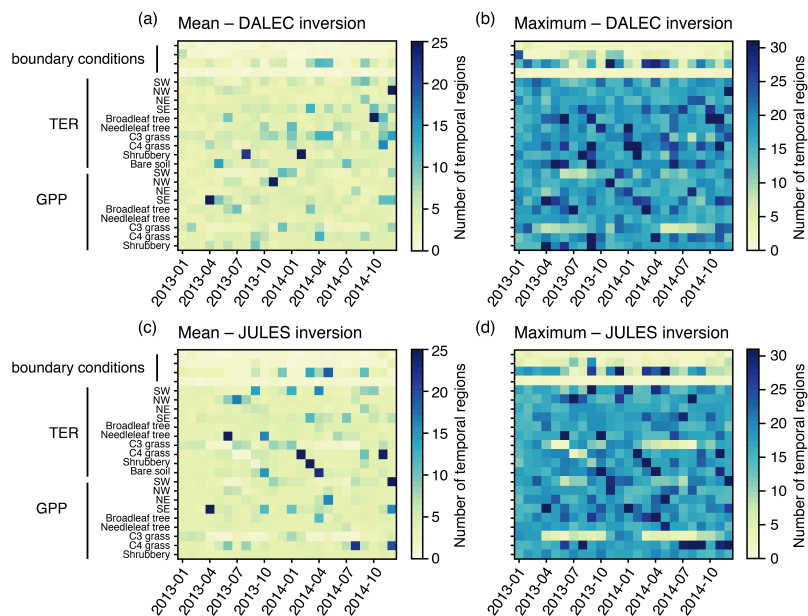 (a) Mean – DALEC inversion
(b) Maximum – DALEC inversion
boundary conditions
TER
GPP
SW
NW
NE
SE
Broadleaf tree
Needleleaf tree
C3 grass
C4 grass
Shrubbery
Bare soil
SW
NW
NE
SE
Broadleaf tree
Needleleaf tree
C3 grass
C4 grass
Shrubbery
2013-01
2013-04
2013-07
2013-10
2014-01
2014-04
2014-07
2014-10
25
20
15
10
5
0
Number of temporal regions
2013-01
2013-04
2013-07
2013-10
2014-01
2014-04
2014-07
2014-10
30
25
20
15
10
5
0
Number of temporal regions
(c) Mean – JULES inversion
(d) Maximum – JULES inversion
boundary conditions
TER
GPP
SW
NW
NE
SE
Broadleaf tree
Needleleaf tree
C3 grass
C4 grass
Shrubbery
Bare soil
SW
NW
NE
SE
Broadleaf tree
Needleleaf tree
C3 grass
C4 grass
Shrubbery
2013-01
2013-04
2013-07
2013-10
2014-01
2014-04
2014-07
2014-10
25
20
15
10
5
0
Number of temporal regions
2013-01
2013-04
2013-07
2013-10
2014-01
2014-04
2014-07
2014-10
30
25
20
15
10
5
0
Number of temporal regions